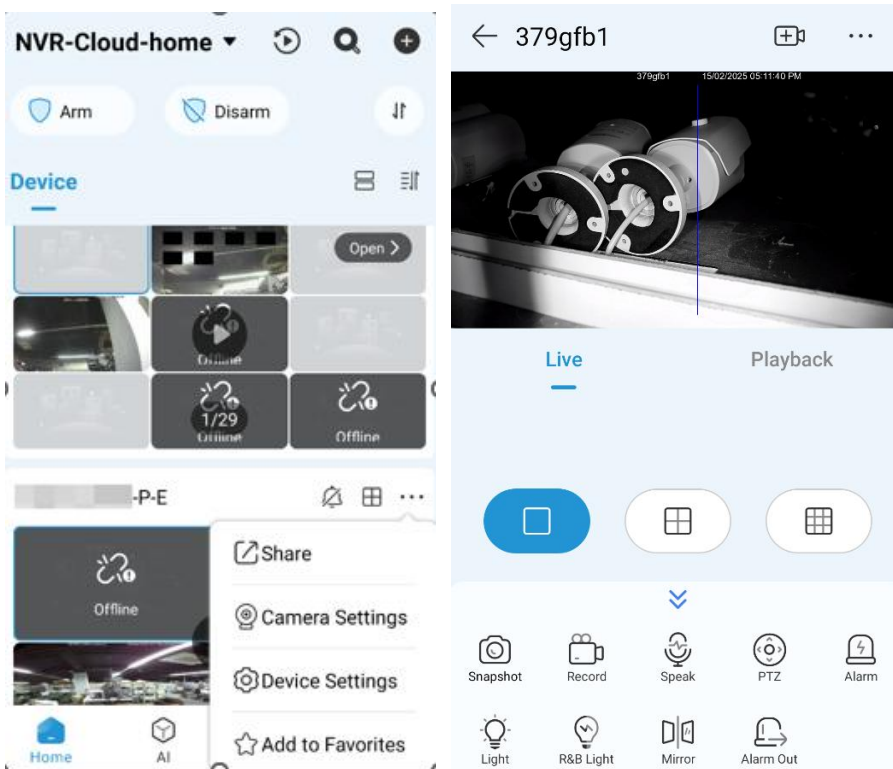 NVR-Cloud-home
Arm
Disarm
Device
Open
Offline
1/29
Offline
Offline
-P-E
Share
Camera Settings
Offline
Device Settings
Add to Favorites
Home
AI
379gfb1
379gfb1 15/02/2025 05:11:40 PM
Live
Playback
Snapshot
Record
Speak
PTZ
Alarm
Light
R&B Light
Mirror
Alarm Out